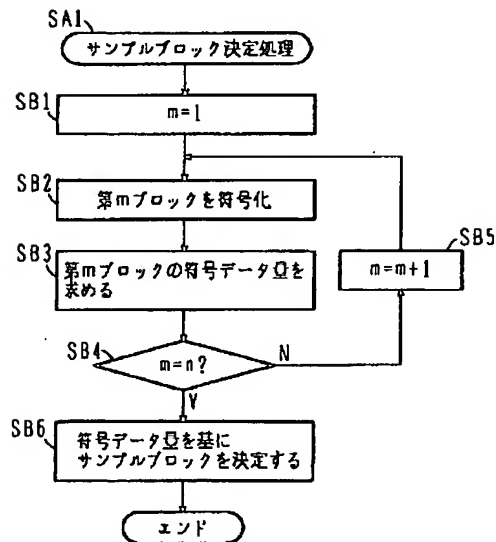 SA1
サンプルブロック決定処理
SB1
m=1
SB2
第mブロックを符号化
SB3
第mブロックの符号データ量を
求める
SB5
m=m+1
SB4
m=n?
N
Y
SB6
符号データ量を基に
サンプルブロックを決定する
エンド